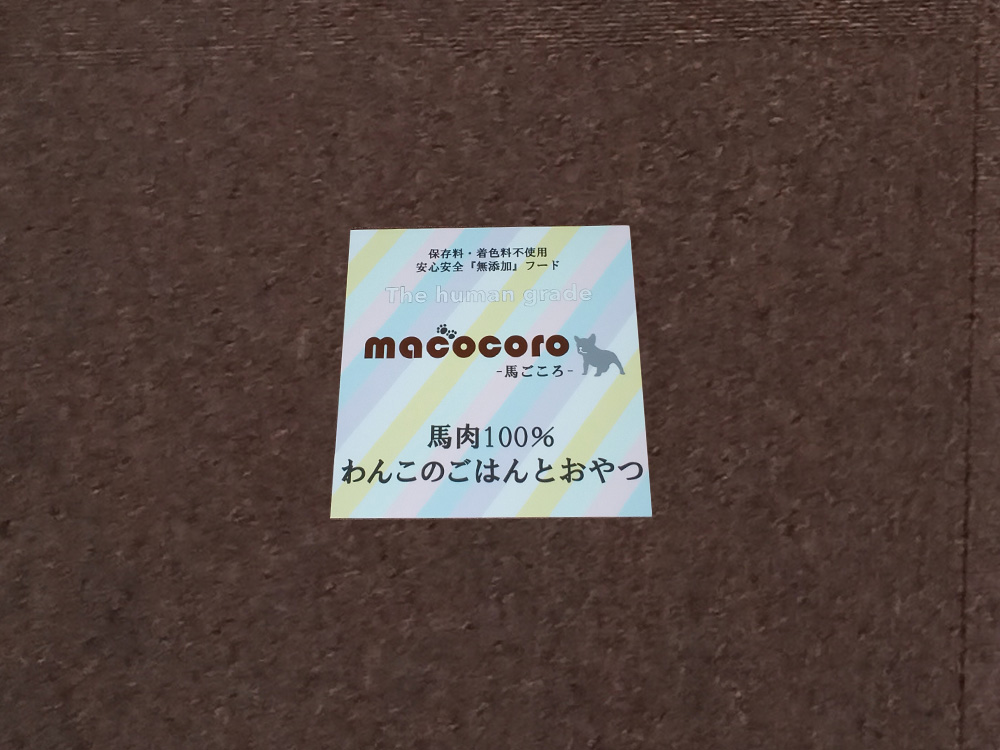 保存料・着色料不使用
安心安全『無添加』フード
The human grade
macocoro
-馬ごころ-
馬肉100%
わんこのごはんとおやつ